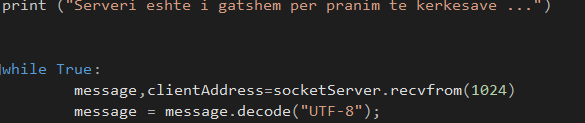 print ("Serveri eshte i gatshem per pranim te kerkesave ...")
while True:
message,clientAddress=socketServer.recvfrom(1024)
message = message.decode("UTF-8");